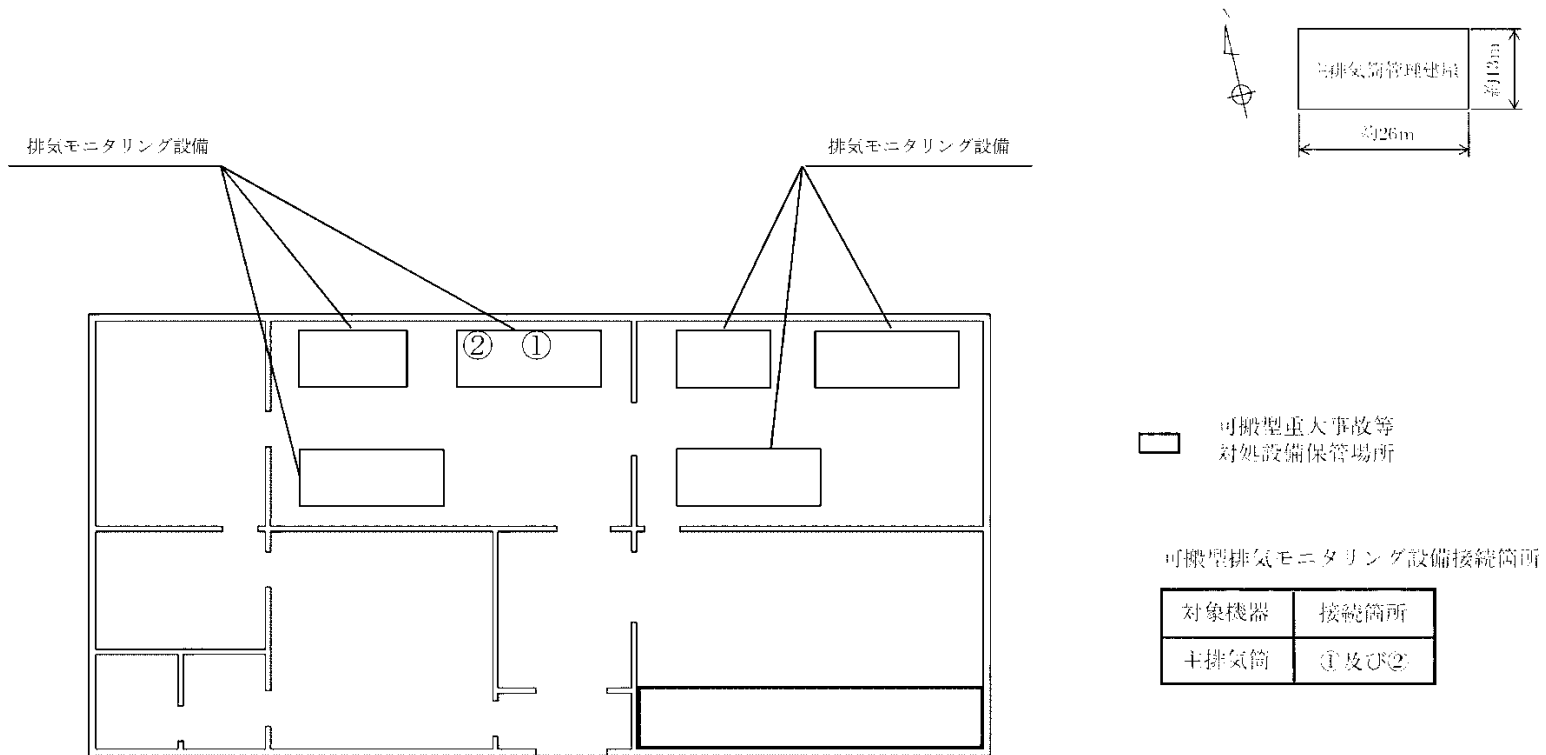 主排気筒管理建屋
約13m
約26m
排気モニタリング設備
排気モニタリング設備
② ①
可搬型重大事故等
対処設備保管場所
可搬型排気モニタリング設備接続箇所
対象機器 接続箇所
主排気筒 ①及び②